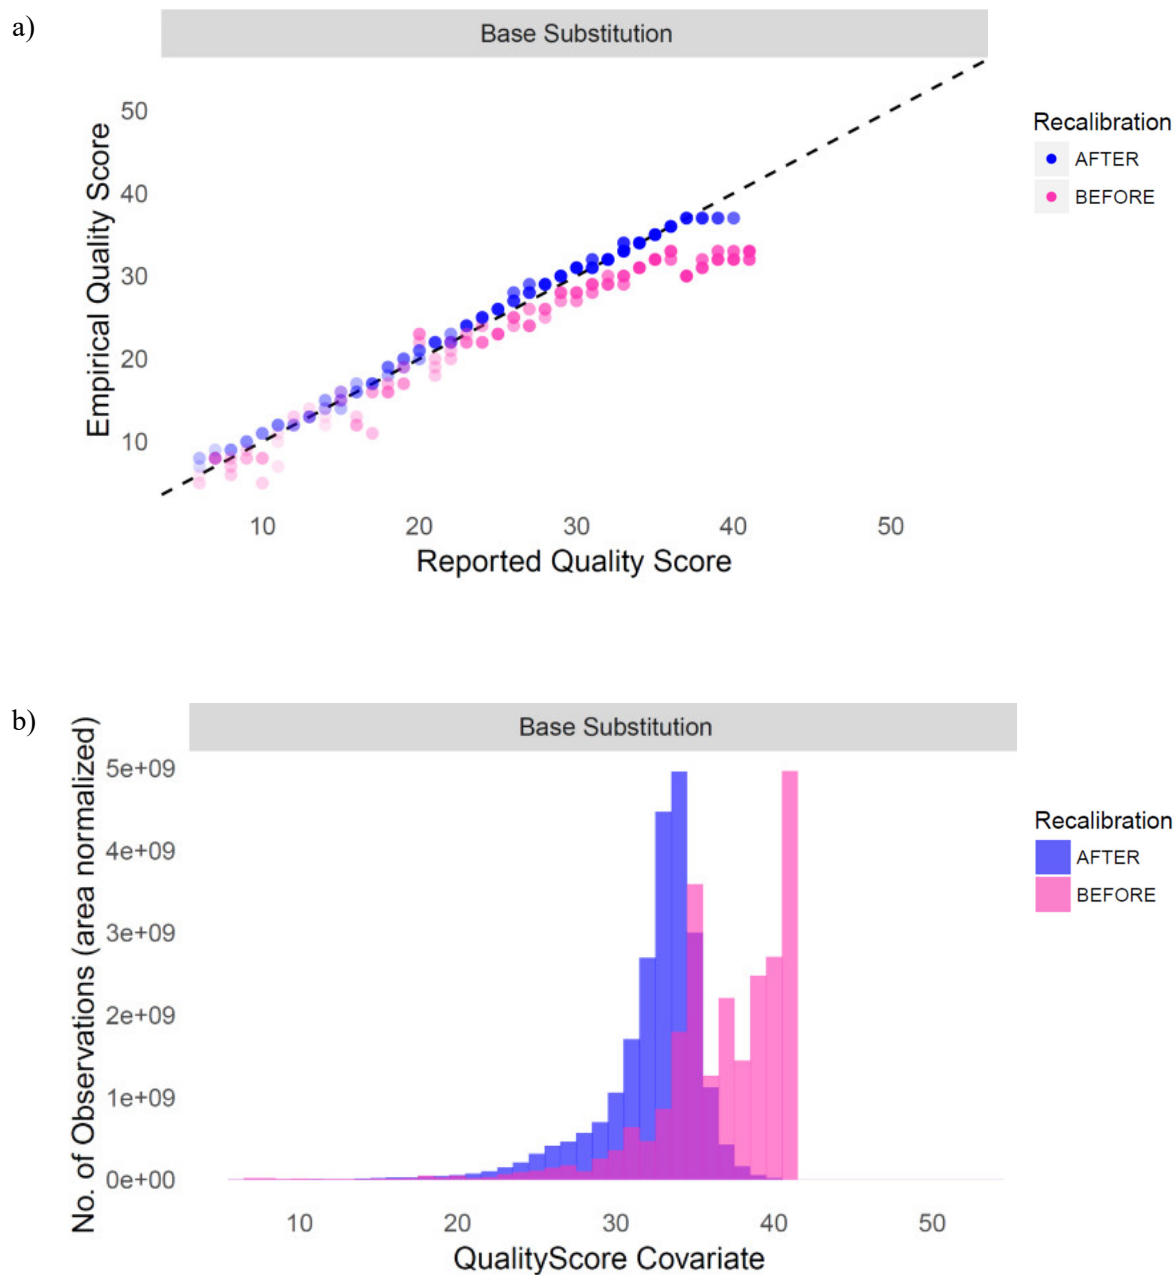 a)
Base Substitution
50
40
30
20
10
Empirical Quality Score
10 20 30 40 50
Reported Quality Score
Recalibration
AFTER
BEFORE
b)
Base Substitution
5e+09
4e+09
3e+09
2e+09
1e+09
0e+00
No. of Observations (area normalized)
10 20 30 40 50
QualityScore Covariate
Recalibration
AFTER
BEFORE